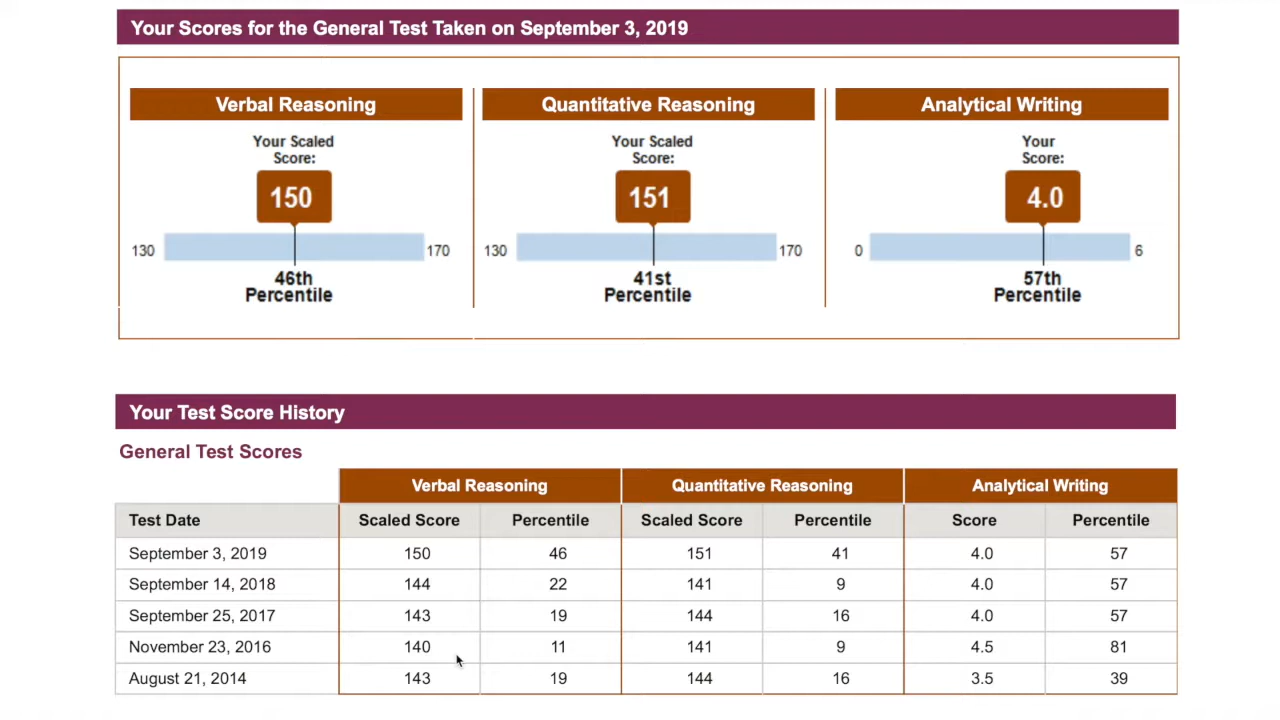 Your Scores for the General Test Taken on September 3, 2019
Verbal Reasoning
Your Scaled
Score:
150
130
170
46th
Percentile
Quantitative Reasoning
Your Scaled
Score:
151
130
170
41st
Percentile
Analytical Writing
Your
Score:
4.0
0
6
57th
Percentile
Your Test Score History
General Test Scores
Verbal Reasoning Quantitative Reasoning Analytical Writing
Test Date Scaled Score Percentile Scaled Score Percentile Score Percentile
September 3, 2019 150 46 151 41 4.0 57
September 14, 2018 144 22 141 9 4.0 57
September 25, 2017 143 19 144 16 4.0 57
November 23, 2016 140 11 141 9 4.5 81
August 21, 2014 143 19 144 16 3.5 39